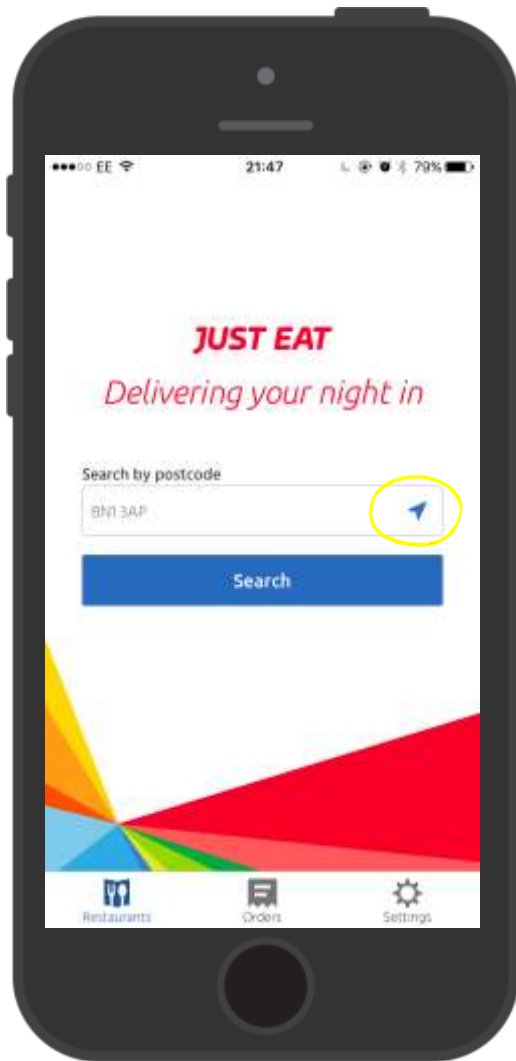 EE 21:47 79%
JUST EAT
Delivering your night in
Search by postcode
BN1 3AP
Search
Restaurants Orders Settings